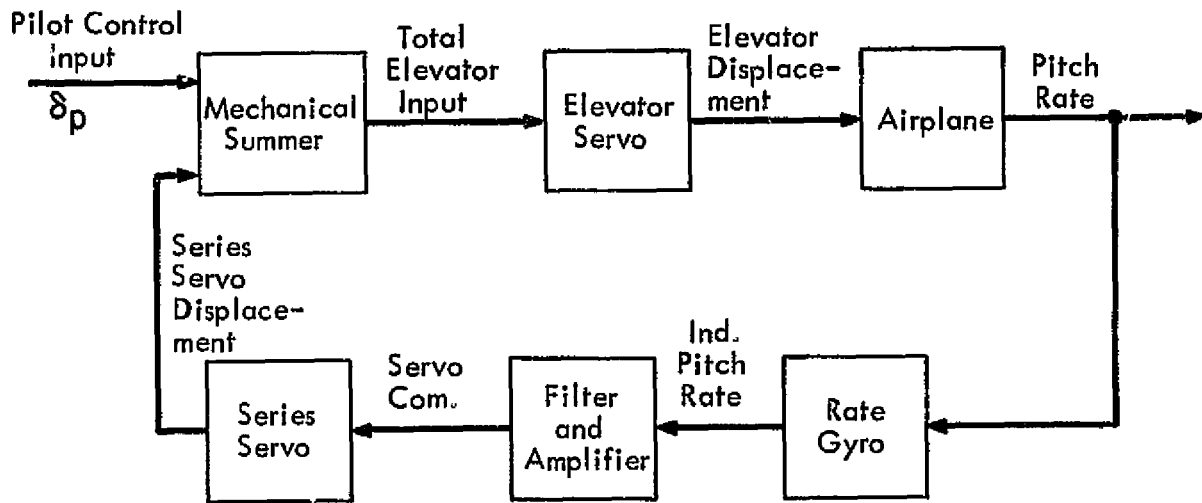 Pilot Control
Input
δp
Mechanical
Summer
Total
Elevator
Input
Elevator
Servo
Elevator
Displace-
ment
Airplane
Pitch
Rate
Series
Servo
Displace-
ment
Series
Servo
Servo
Com.
Filter
and
Amplifier
Ind.
Pitch
Rate
Rate
Gyro